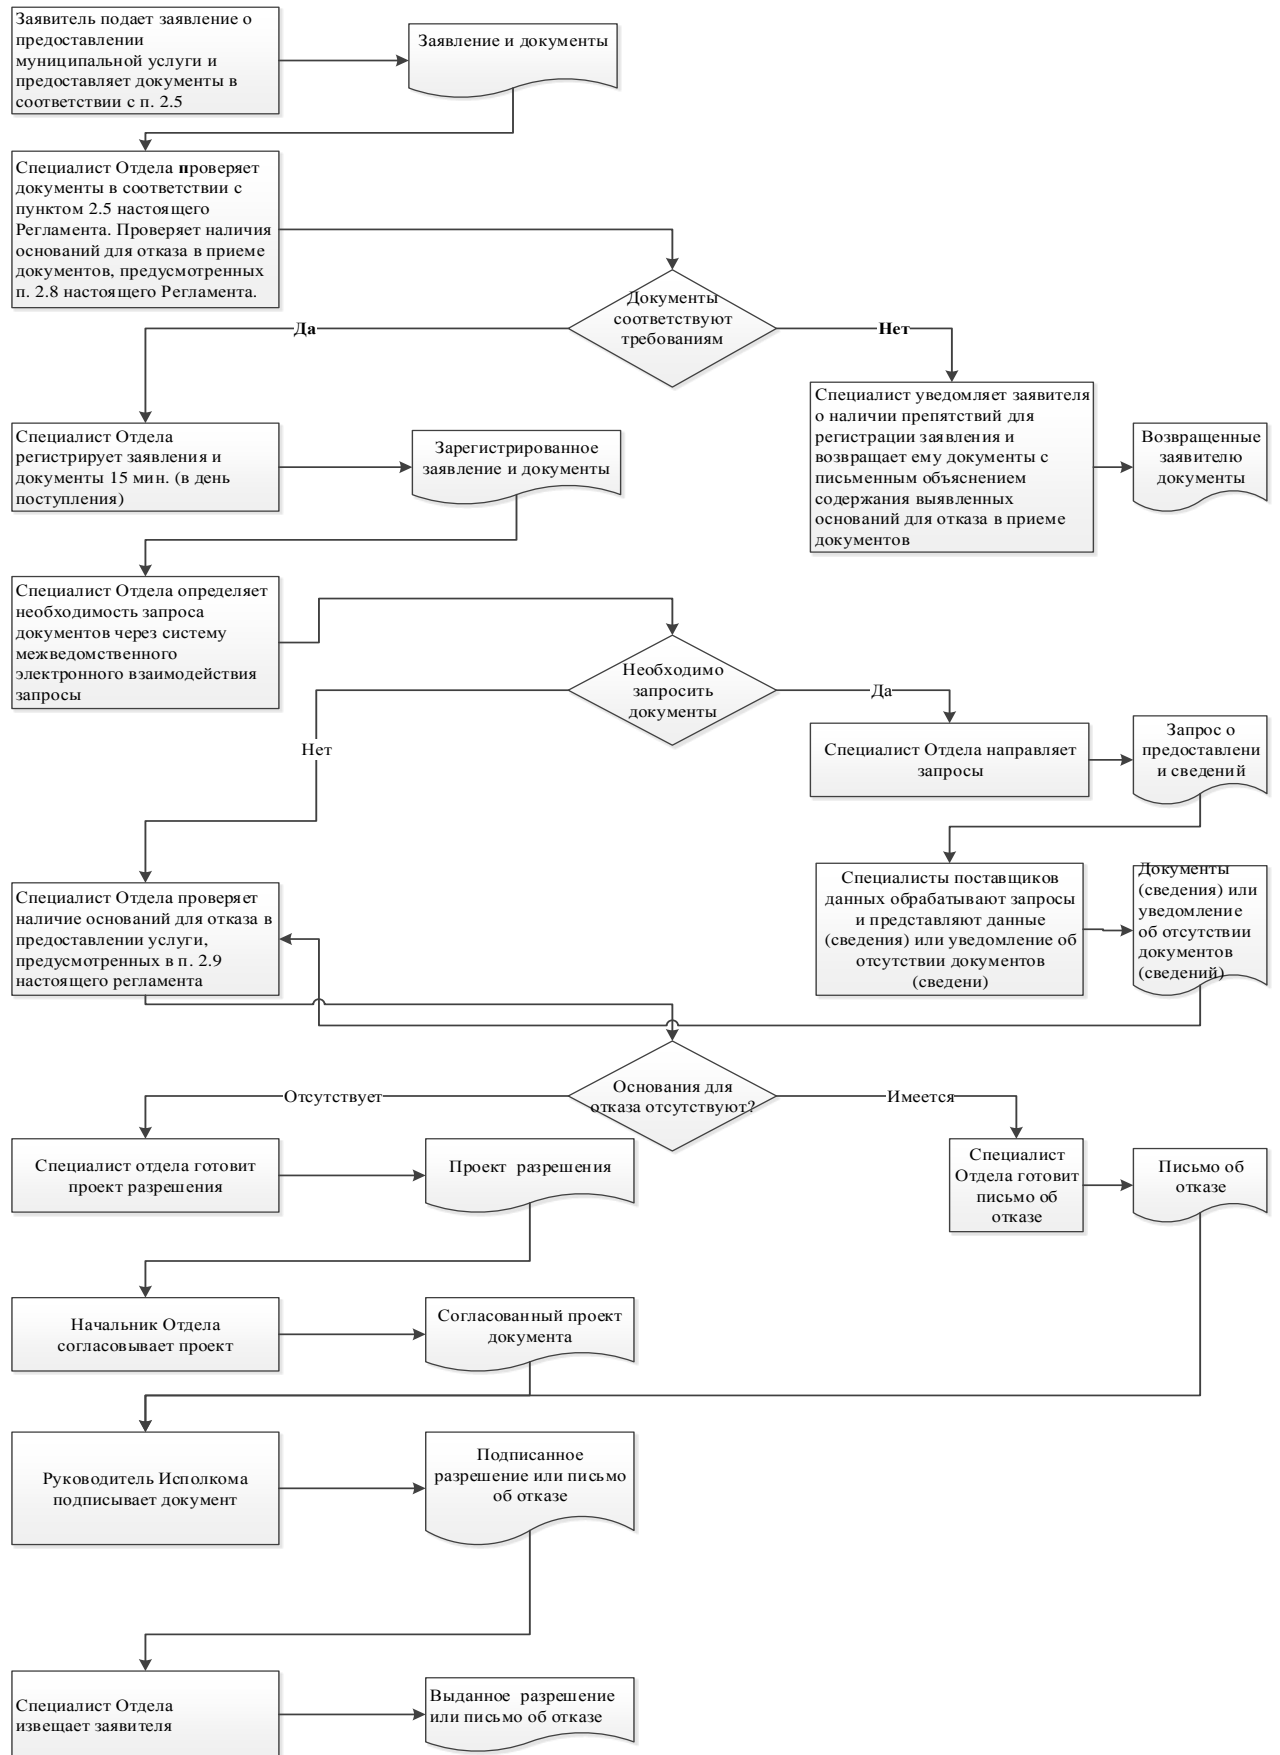 Заявитель подает заявление о
предоставлении
муниципальной услуги и
предоставляет документы в
соответствии с п. 2.5
Заявление и документы
Специалист Отдела проверяет
документы в соответствии с
пунктом 2.5 настоящего
Регламента. Проверяет наличия
оснований для отказа в приеме
документов, предусмотренных
п. 2.8 настоящего Регламента.
Документы
соответствуют
требованиям
Да
Нет
Специалист Отдела
регистрирует заявления и
документы 15 мин. (в день
поступления)
Зарегистрированное
заявление и документы
Специалист уведомляет заявителя
о наличии препятствий для
регистрации заявления и
возвращает ему документы с
письменным объяснением
содержания выявленных
оснований для отказа в приеме
документов
Возвращенные
заявителю
документы
Специалист Отдела определяет
необходимость запроса
документов через систему
межведомственного
электронного взаимодействия
запросы
Необходимо
запросить
документы
Да
Нет
Специалист Отдела направляет
запросы
Запрос о
предоставлени
и сведений
Специалист Отдела проверяет
наличие оснований для отказа в
предоставлении услуги,
предусмотренных в п. 2.9
настоящего регламента
Специалисты поставщиков
данных обрабатывают запросы
и представляют данные
(сведения) или уведомление об
отсутствии документов
(сведени)
Документы
(сведения) или
уведомление
об отсутствии
документов
(сведений)
Основания для
отказа отсутствуют?
Отсутствует
Имеется
Специалист отдела готовит
проект разрешения
Проект разрешения
Специалист
Отдела готовит
письмо об
отказе
Письмо об
отказе
Начальник Отдела
согласовывает проект
Согласованный проект
документа
Руководитель Исполкома
подписывает документ
Подписанное
разрешение или письмо
об отказе
Специалист Отдела
извещает заявителя
Выданное разрешение
или письмо об отказе